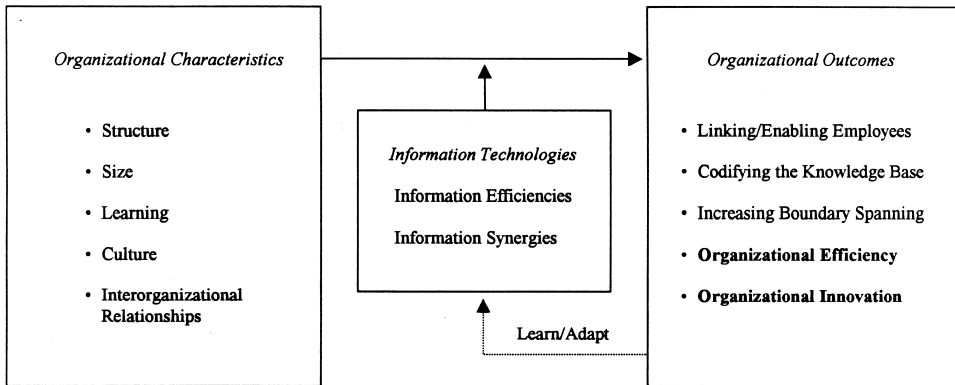 Organizational Characteristics
• Structure
• Size
• Learning
• Culture
• Interorganizational
Relationships
Information Technologies
Information Efficiencies
Information Synergies
Learn/Adapt
Organizational Outcomes
• Linking/Enabling Employees
• Codifying the Knowledge Base
• Increasing Boundary Spanning
• Organizational Efficiency
• Organizational Innovation